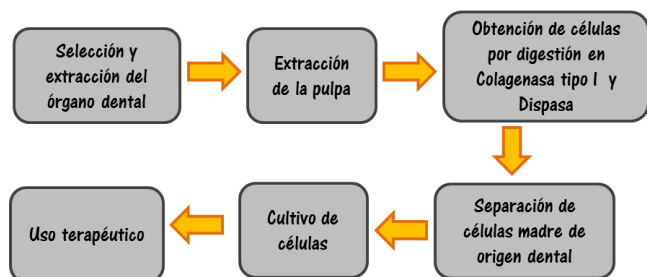 Selección y
extracción del
órgano dental
Extracción
de la pulpa
Obtención de células
por digestión en
Colagenasa tipo I y
Dispasa
Separación de
células madre de
origen dental
Cultivo de
células
Uso terapéutico